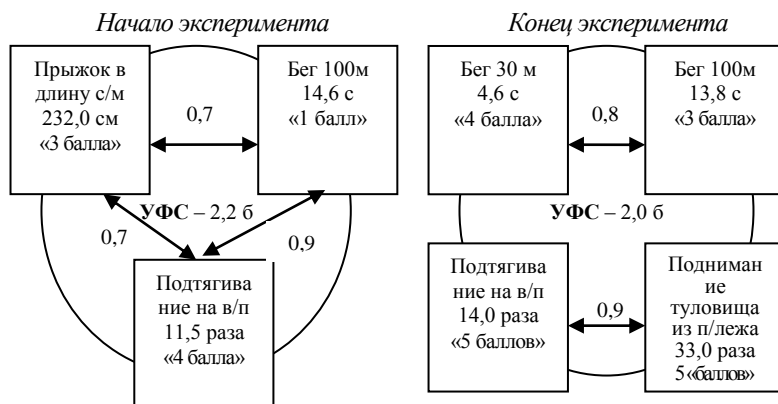 Начало эксперимента
Прыжок в
длину с/м
232,0 см
«3 балла»
0,7
Бег 100м
14,6 с
«1 балл»
УФС – 2,2 б
0,7
0,9
Подтягива
ние на в/п
11,5 раза
«4 балла»
Конец эксперимента
Бег 30 м
4,6 с
«4 балла»
0,8
Бег 100м
13,8 с
«3 балла»
УФС – 2,0 б
Подтягива
ние на в/п
14,0 раза
«5 баллов»
0,9
Подниман
ие
туловища
из п/лежа
33,0 раза
5«баллов»